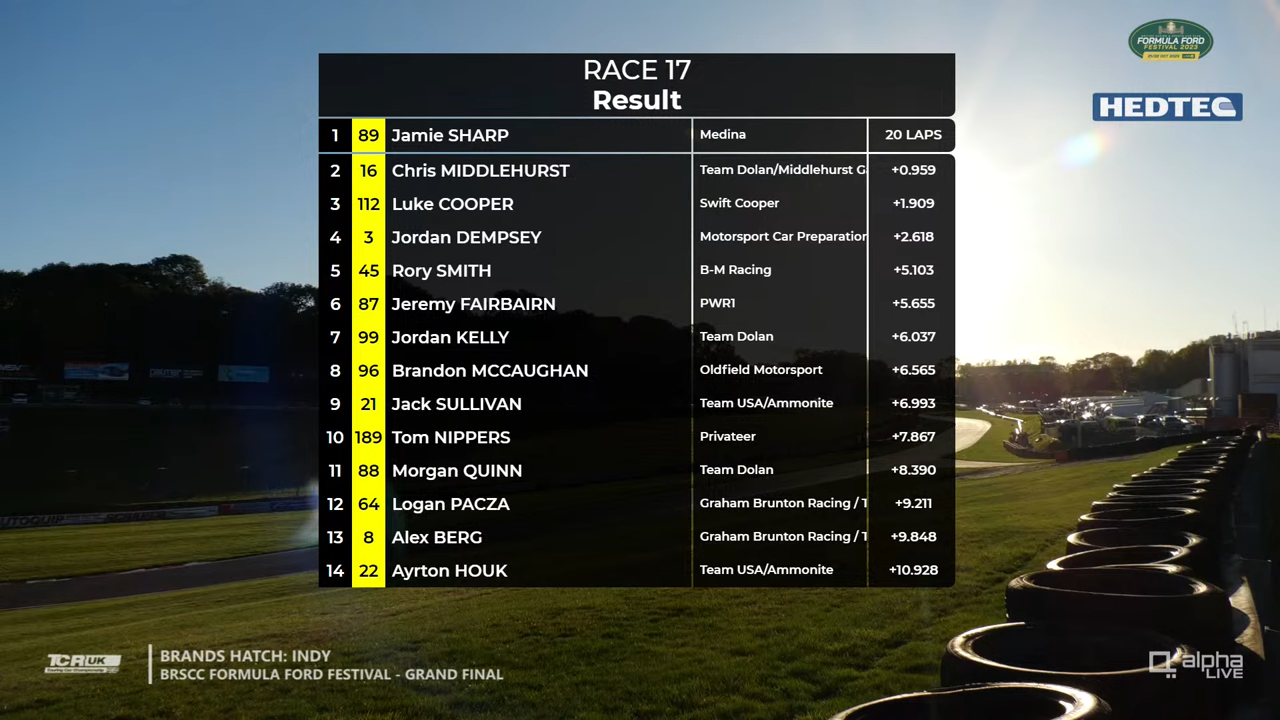 FORMULA FORD
FESTIVAL 2023
HEDTEC
RACE 17
Result
1 89 Jamie SHARP Medina 20 LAPS
2 16 Chris MIDDLEHURST Team Dolan/Middlehurst G +0.959
3 112 Luke COOPER Swift Cooper +1.909
4 3 Jordan DEMPSEY Motorsport Car Preparation +2.618
5 45 Rory SMITH B-M Racing +5.103
6 87 Jeremy FAIRBAIRN PWR1 +5.655
7 99 Jordan KELLY Team Dolan +6.037
8 96 Brandon MCCAUGHAN Oldfield Motorsport +6.565
9 21 Jack SULLIVAN Team USA/Ammonite +6.993
10 189 Tom NIPPERS Privateer +7.867
11 88 Morgan QUINN Team Dolan +8.390
12 64 Logan PACZA Graham Brunton Racing / T +9.211
13 8 Alex BERG Graham Brunton Racing / T +9.848
14 22 Ayrton HOUK Team USA/Ammonite +10.928
TCR UK
BRANDS HATCH: INDY
BRSCC FORMULA FORD FESTIVAL - GRAND FINAL
alpha
LIVE